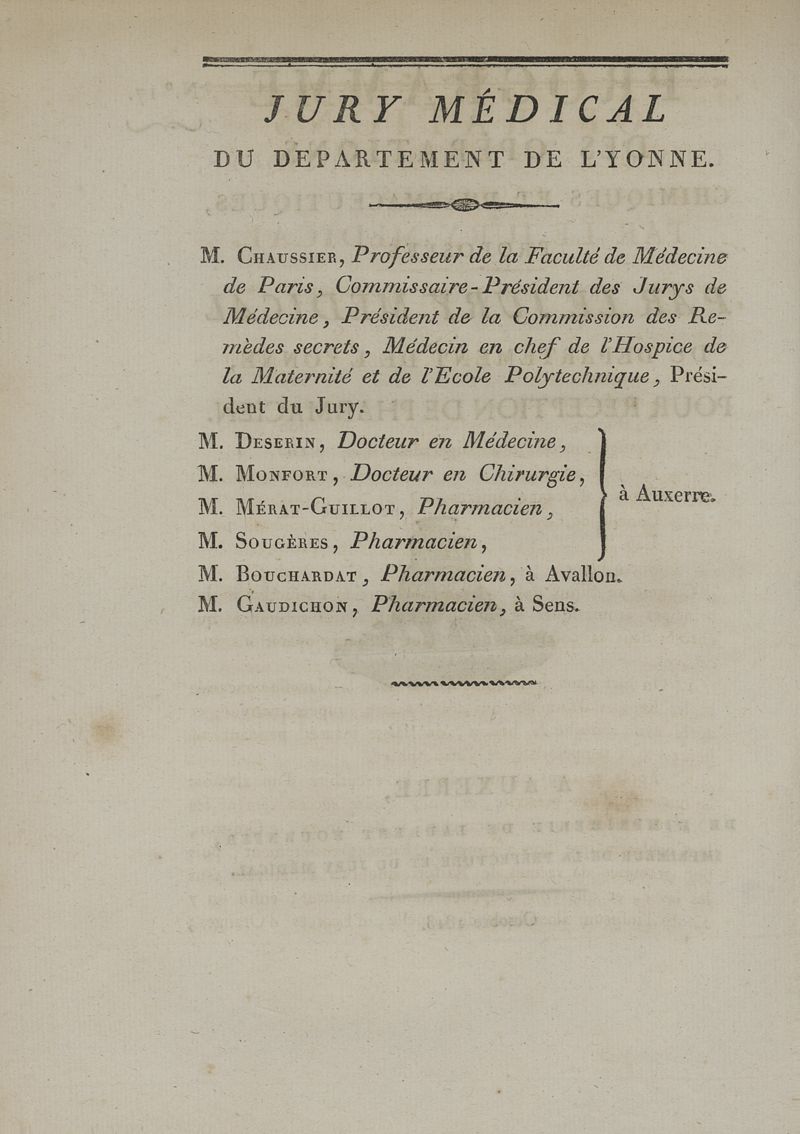 JURY MÉDICAL
DU DEPARTEMENT DE L'YONNE.
M. CHAUSSIER, Professeur de la Faculté de Médecine
de Paris, Commissaire-Président des Jurys de
Médecine, Président de la Commission des Re-
mèdes secrets, Médecin en chef de l'Hospice de
la Maternité et de l'Ecole Polytechnique, Prési-
dent du Jury.
M. DESERIN, Docteur en Médecine,
M. MONFORT, Docteur en Chirurgie,
M. MÉRAT-GUILLOT, Pharmacien,
M. SOUGÈRES, Pharmacien,
à Auxerre.
M. BOUCHARDAT, Pharmacien, à Avallon.
M. GAUDICHON, Pharmacien, à Sens.